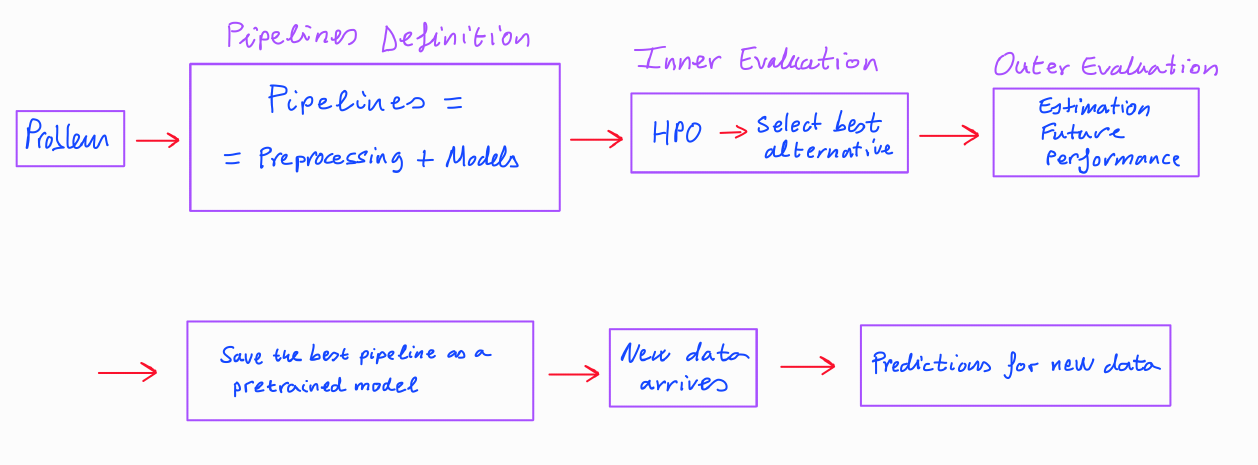 Pipelines Definition
Inner Evaluation
Outer Evaluation
Problem
Pipelines =
= Preprocessing + Models
HPO → Select best
alternative
Estimation
Future
Performance
Save the best pipeline as a
pretrained model
New data
arrives
Predictions for new data